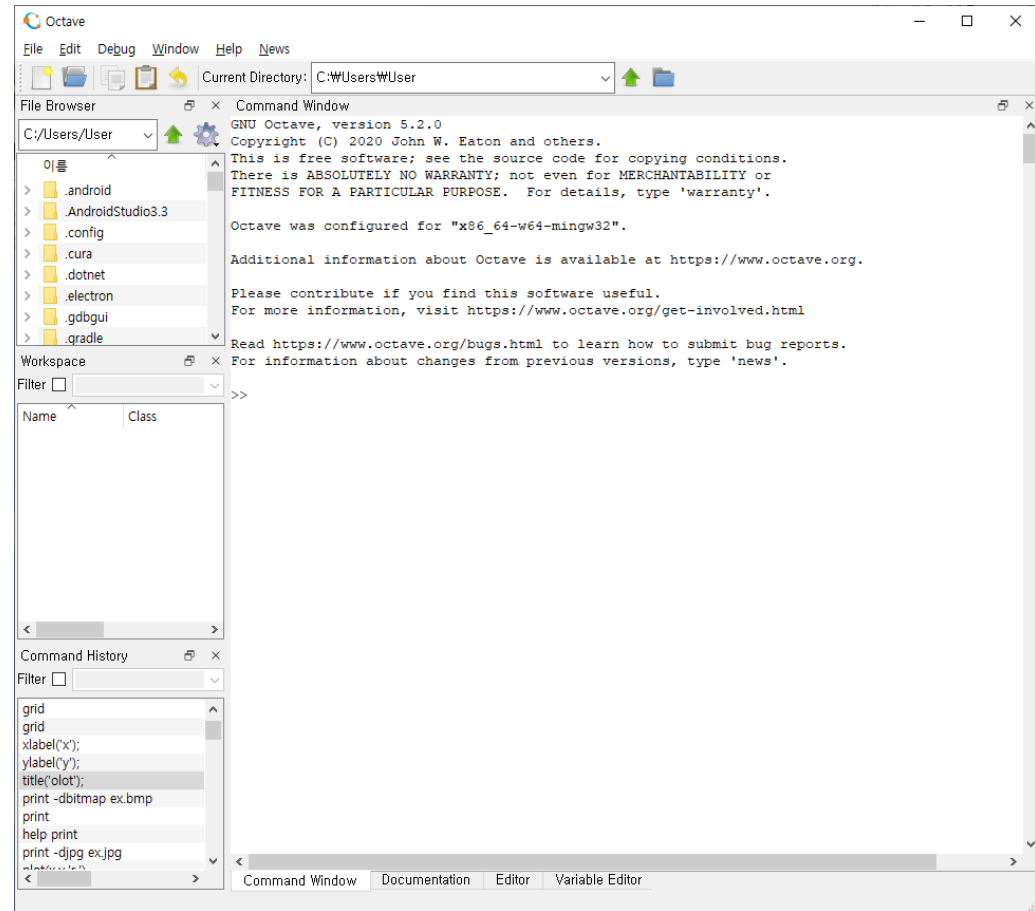 Octave
File Edit Debug Window Help News
Current Directory: C:₩Users₩User
File Browser
C:/Users/User
이름
.android
.AndroidStudio3.3
.config
.cura
.dotnet
.electron
.gdbgui
.gradle
Workspace
Filter
Name Class
Command History
Filter
grid
grid
xlabel('x');
ylabel('y');
title('olot');
print -dbitmap ex.bmp
print
help print
print -djpg ex.jpg
Command Window
GNU Octave, version 5.2.0
Copyright (C) 2020 John W. Eaton and others.
This is free software; see the source code for copying conditions.
There is ABSOLUTELY NO WARRANTY; not even for MERCHANTABILITY or
FITNESS FOR A PARTICULAR PURPOSE.  For details, type 'warranty'.
Octave was configured for "x86_64-w64-mingw32".
Additional information about Octave is available at https://www.octave.org.
Please contribute if you find this software useful.
For more information, visit https://www.octave.org/get-involved.html
Read https://www.octave.org/bugs.html to learn how to submit bug reports.
For information about changes from previous versions, type 'news'.
>>
Command Window Documentation Editor Variable Editor